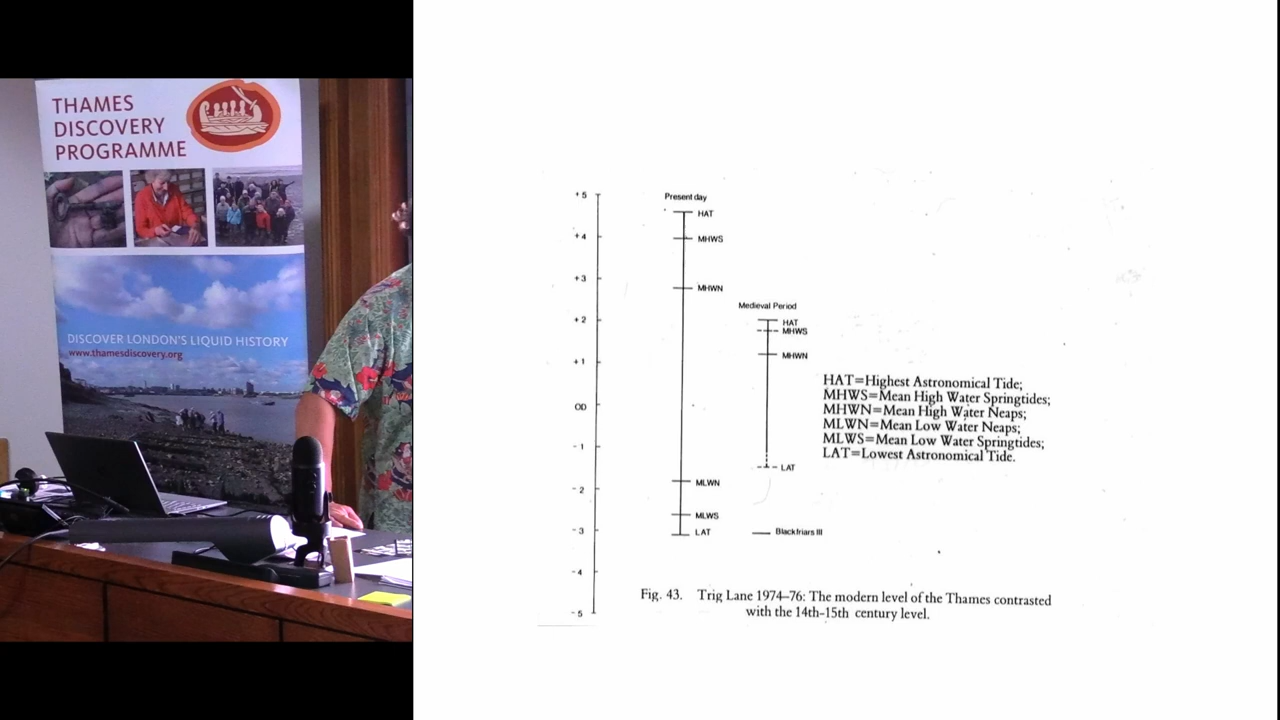 THAMES
DISCOVERY
PROGRAMME
DISCOVER LONDON'S LIQUID HISTORY
www.thamesdiscovery.org
+5
+4
+3
+2
+1
OD
-1
-2
-3
-4
-5
Present day
HAT
MHWS
MHWN
MLWN
MLWS
LAT
Medieval Period
HAT
MHWS
MHWN
LAT
Blackfriars III
HAT=Highest Astronomical Tide;
MHWS=Mean High Water Springtides;
MHWN=Mean High Water Neaps;
MLWN=Mean Low Water Neaps;
MLWS=Mean Low Water Springtides;
LAT=Lowest Astronomical Tide.
Fig. 43. Trig Lane 1974–76: The modern level of the Thames contrasted
with the 14th-15th century level.